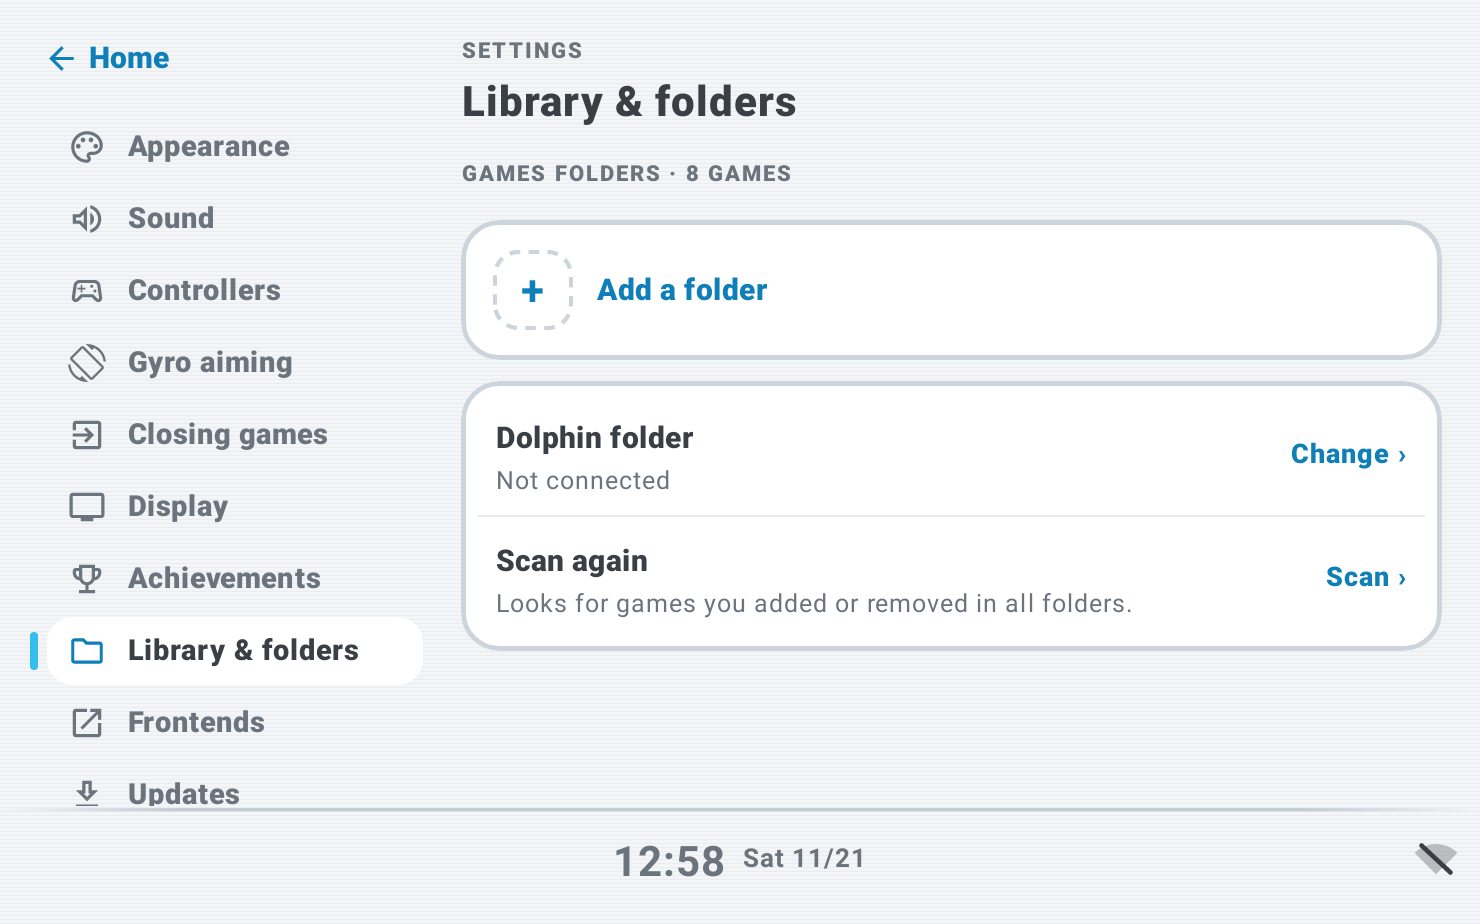 Home
Appearance
Sound
Controllers
Gyro aiming
Closing games
Display
Achievements
Library & folders
Frontends
Updates
SETTINGS
Library & folders
GAMES FOLDERS · 8 GAMES
+ Add a folder
Dolphin folder
Not connected
Change ›
Scan again
Looks for games you added or removed in all folders.
Scan ›
12:58 Sat 11/21